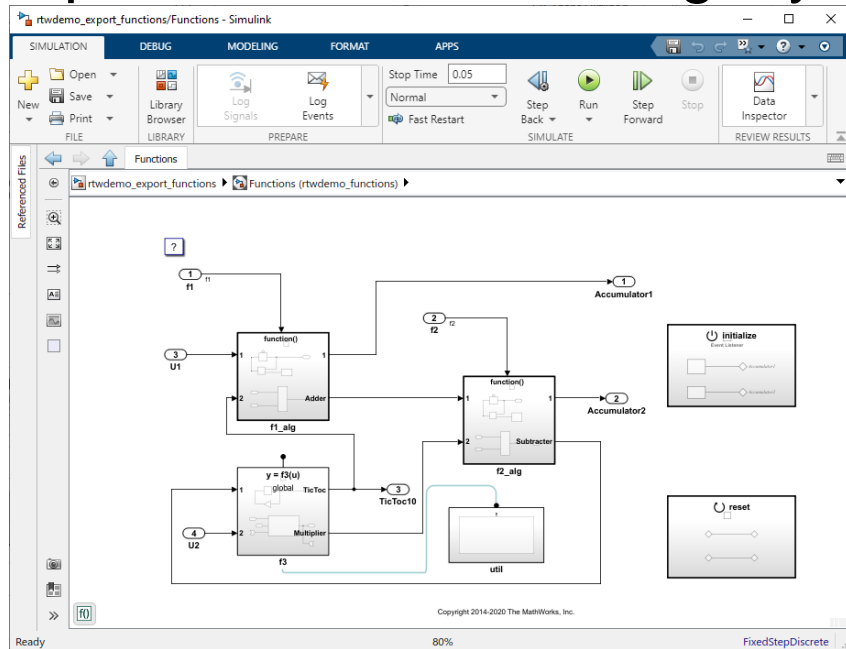 rtwdemo_export_functions/Functions - Simulink
SIMULATION DEBUG MODELING FORMAT APPS
New
Open
Save
Print
FILE
Library Browser
LIBRARY
Log Signals
Log Events
PREPARE
Stop Time 0.05
Normal
Fast Restart
Step Back
Run
Step Forward
Stop
SIMULATE
Data Inspector
REVIEW RESULTS
Referenced Files
Functions
rtwdemo_export_functions Functions (rtwdemo_functions)
?
1 f1
f1
1
Accumulator1
2 f2
f2
initialize
Event Listener
function()
3
U1
1 1
2 Adder
f1_alg
function()
1 1
2 Subtracter
f2_alg
2
Accumulator2
y = f3(u)
global
1 TicToc
2 Multiplier
f3
3
TicToc10
4
U2
f
util
reset
f()
Copyright 2014-2020 The MathWorks, Inc.
Ready 80% FixedStepDiscrete